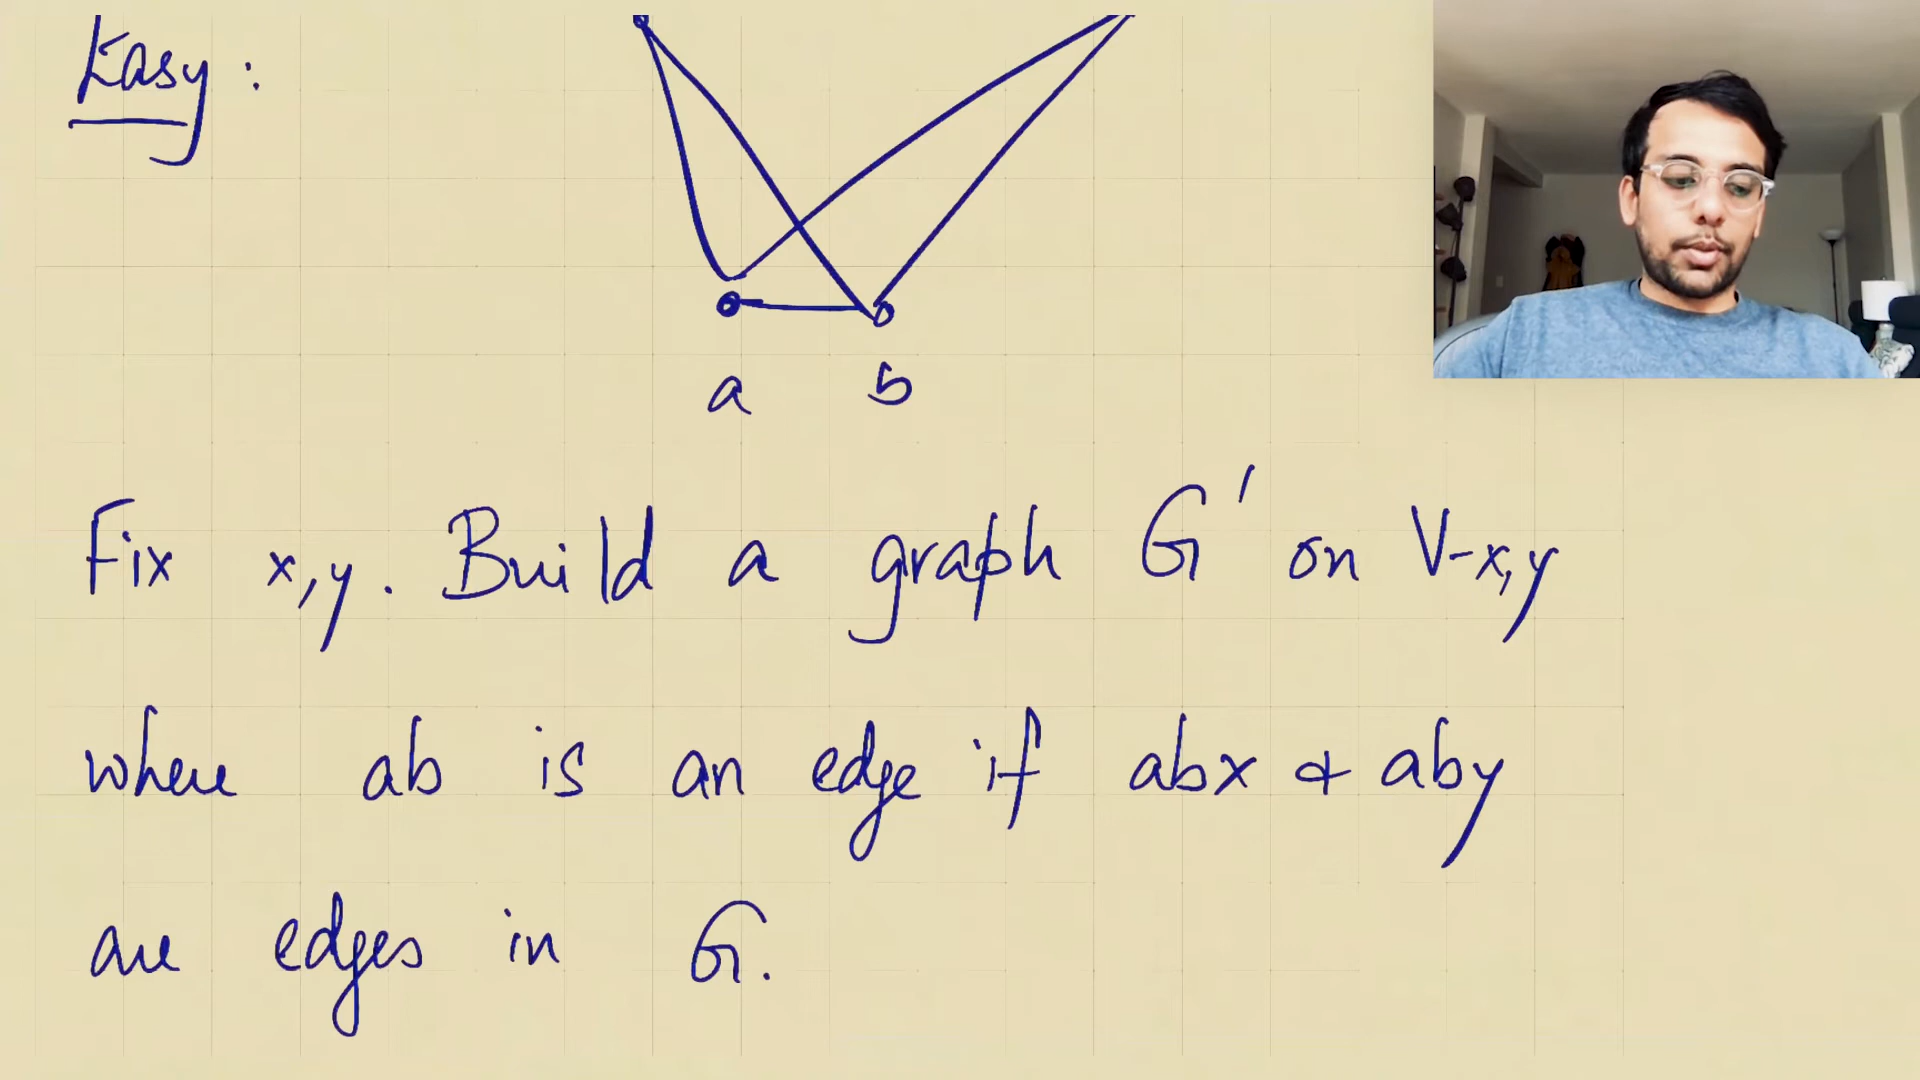 Easy:
a b
Fix x,y. Build a graph G' on V-x,y
where ab is an edge if abx & aby
are edges in G.